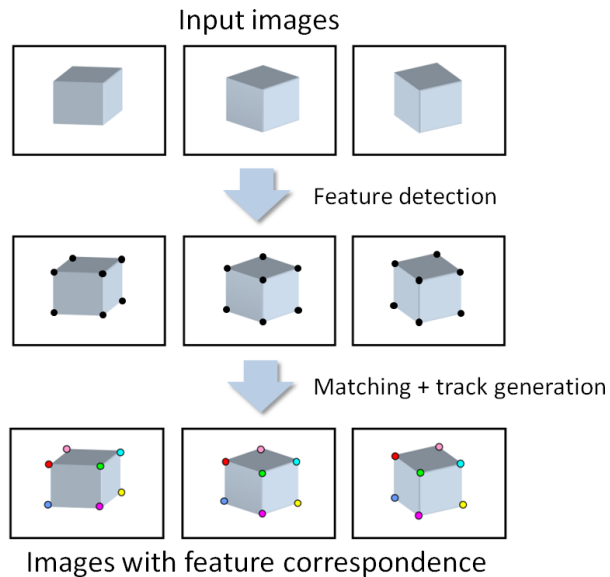 Input images
Feature detection
Matching + track generation
Images with feature correspondence